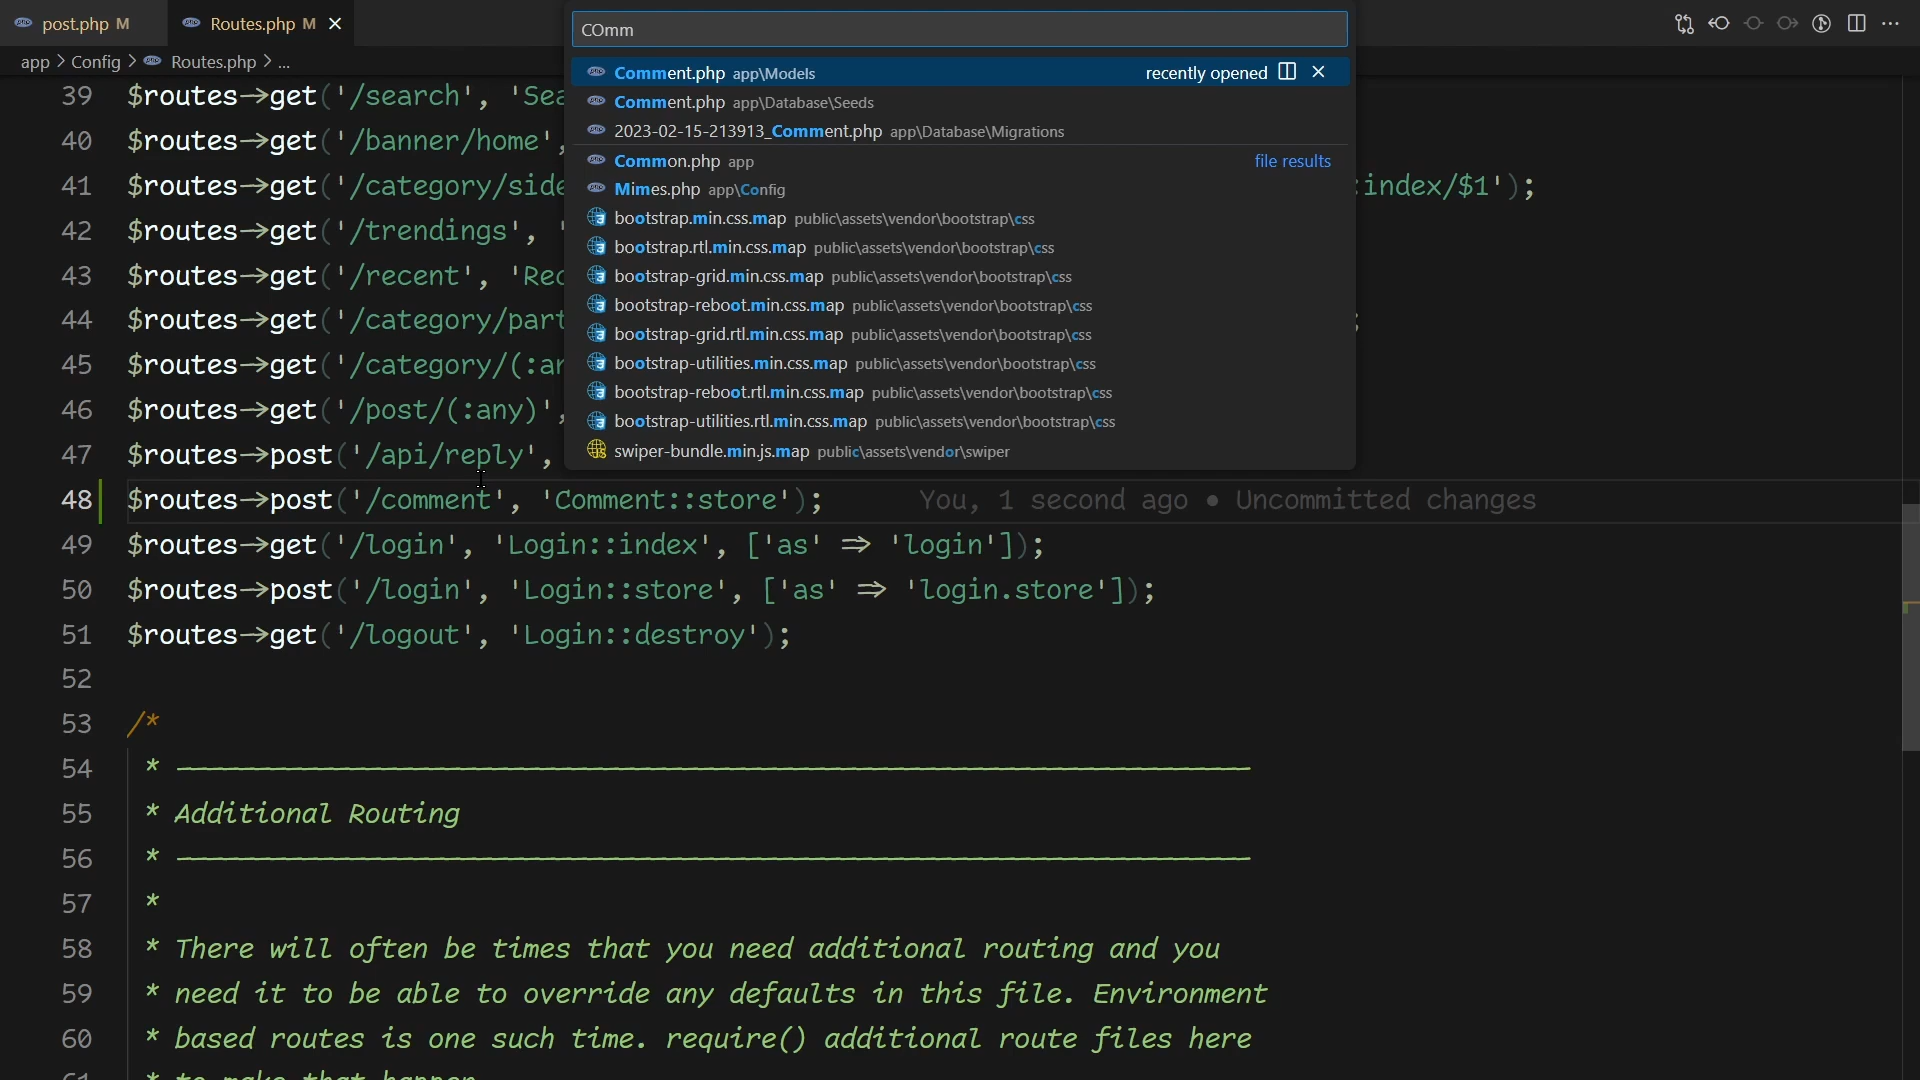 post.php M
Routes.php M
app > Config > Routes.php > ...
COmm
Comment.php app\Models recently opened
Comment.php app\Database\Seeds
2023-02-15-213913_Comment.php app\Database\Migrations
Common.php app file results
Mimes.php app\Config
bootstrap.min.css.map public\assets\vendor\bootstrap\css
bootstrap.rtl.min.css.map public\assets\vendor\bootstrap\css
bootstrap-grid.min.css.map public\assets\vendor\bootstrap\css
bootstrap-reboot.min.css.map public\assets\vendor\bootstrap\css
bootstrap-grid.rtl.min.css.map public\assets\vendor\bootstrap\css
bootstrap-utilities.min.css.map public\assets\vendor\bootstrap\css
bootstrap-reboot.rtl.min.css.map public\assets\vendor\bootstrap\css
bootstrap-utilities.rtl.min.css.map public\assets\vendor\bootstrap\css
swiper-bundle.min.js.map public\assets\vendor\swiper
39 $routes->get('/search', 'Sea
40 $routes->get('/banner/home',
41 $routes->get('/category/side :index/$1');
42 $routes->get('/trendings', '
43 $routes->get('/recent', 'Rec
44 $routes->get('/category/part ;
45 $routes->get('/category/(:an
46 $routes->get('/post/(:any)',
47 $routes->post('/api/reply',
48 $routes->post('/comment', 'Comment::store'); You, 1 second ago • Uncommitted changes
49 $routes->get('/login', 'Login::index', ['as' => 'login']);
50 $routes->post('/login', 'Login::store', ['as' => 'login.store']);
51 $routes->get('/logout', 'Login::destroy');
52
53 /*
54 * --------------------------------------------------------------------
55 * Additional Routing
56 * --------------------------------------------------------------------
57 *
58 * There will often be times that you need additional routing and you
59 * need it to be able to override any defaults in this file. Environment
60 * based routes is one such time. require() additional route files here
61 * to make that happen.